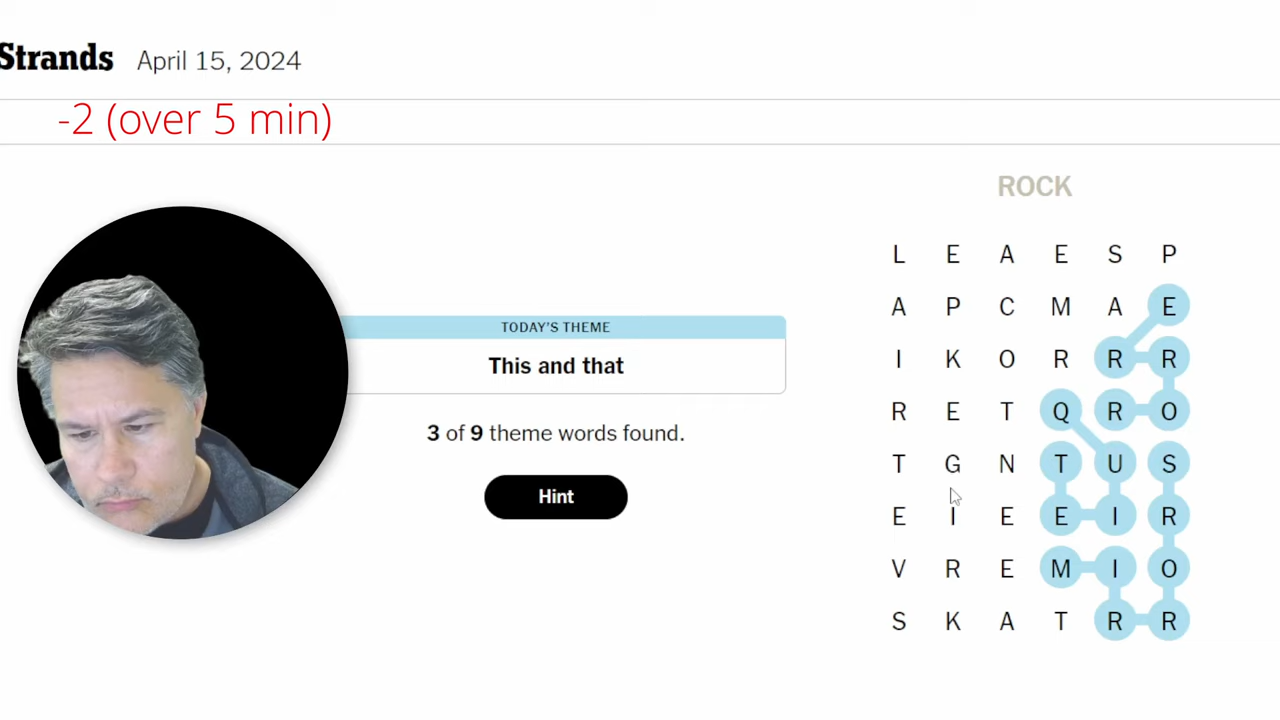 Strands April 15, 2024
-2 (over 5 min)
ROCK
TODAY'S THEME
This and that
3 of 9 theme words found.
Hint
L E A E S P
A P C M A E
I K O R R R
R E T Q R O
T G N T U S
E I E E I R
V R E M I O
S K A T R R